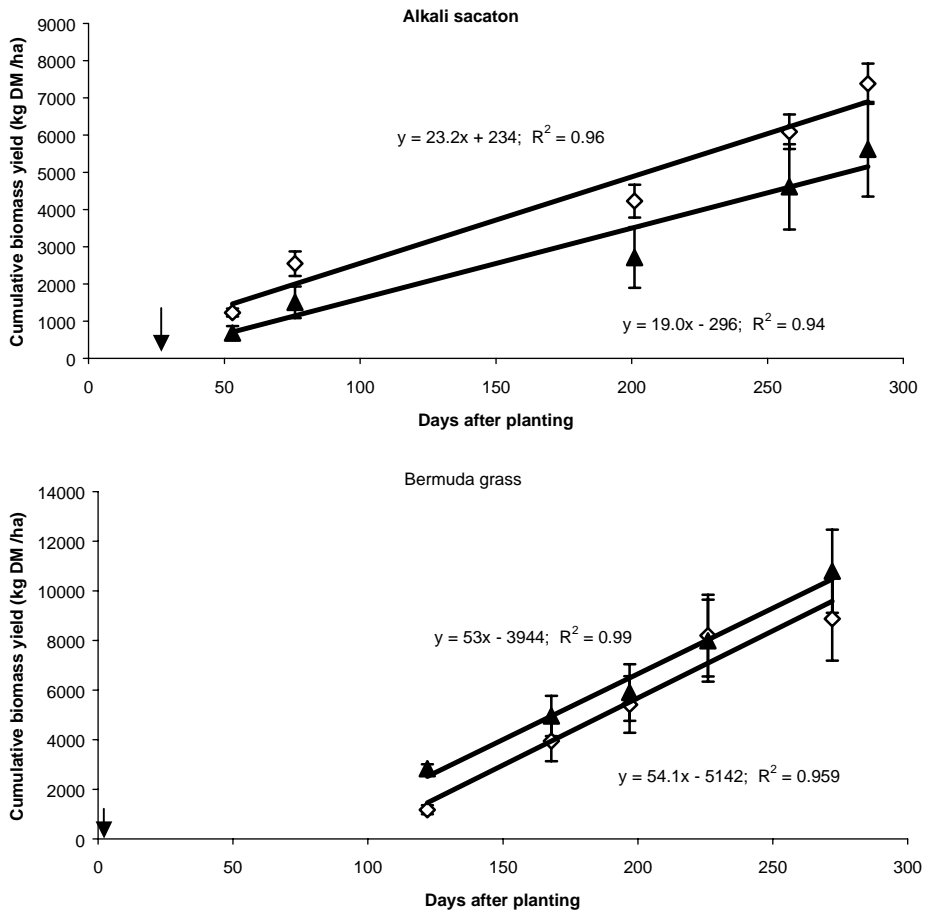 Alkali sacaton
9000
8000
7000
6000
5000
4000
3000
2000
1000
0
Cumulative biomass yield (kg DM /ha)
y = 23.2x + 234; R² = 0.96
y = 19.0x - 296; R² = 0.94
0 50 100 150 200 250 300
Days after planting
Bermuda grass
14000
12000
10000
8000
6000
4000
2000
0
Cumulative biomass yield (kg DM /ha)
y = 53x - 3944; R² = 0.99
y = 54.1x - 5142; R² = 0.959
0 50 100 150 200 250 300
Days after planting